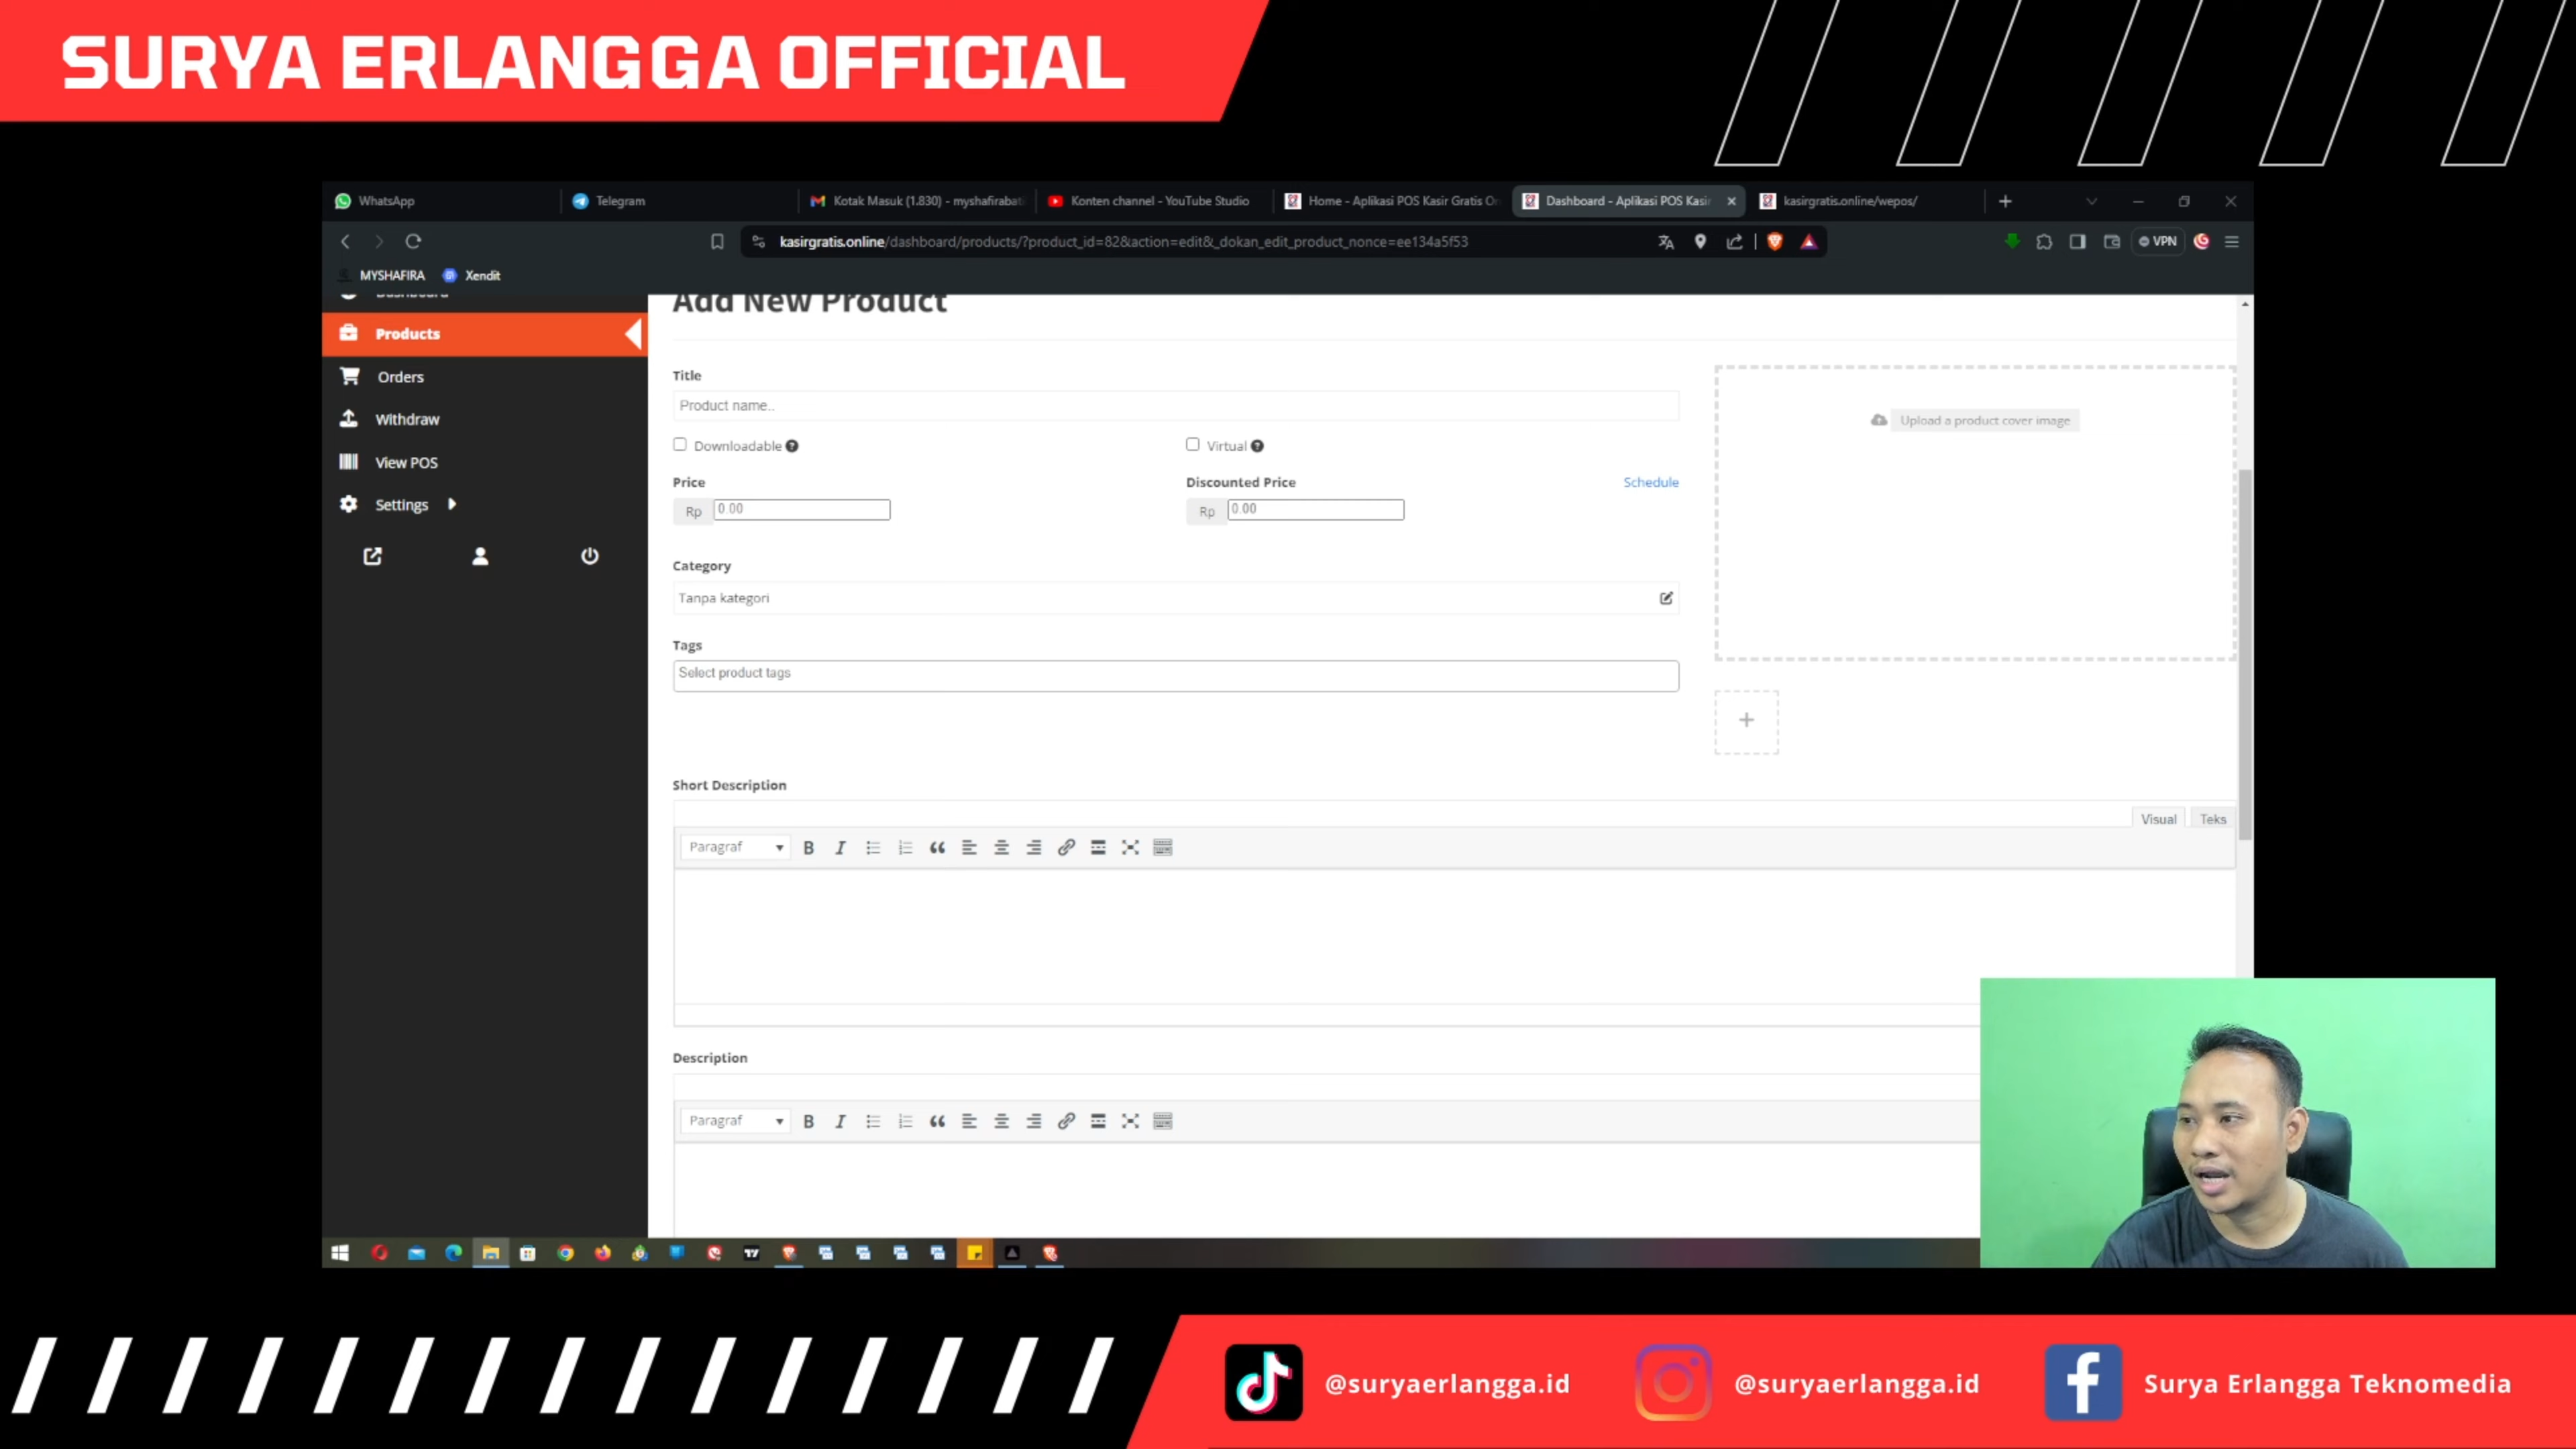 SURYA ERLANGGA OFFICIAL
WhatsApp
Telegram
Kotak Masuk (1.830) - myshafirabati
Konten channel - YouTube Studio
Home - Aplikasi POS Kasir Gratis On
Dashboard - Aplikasi POS Kasir
kasirgratis.online/wepos/
kasirgratis.online/dashboard/products/?product_id=82&action=edit&_dokan_edit_product_nonce=ee134a5f53
VPN
MYSHAFIRA
Xendit
Dashboard
Products
Orders
Withdraw
View POS
Settings
Add New Product
Title
Product name..
Downloadable
Virtual
Price
Discounted Price
Schedule
Rp 0.00
Rp 0.00
Category
Tanpa kategori
Tags
Select product tags
Upload a product cover image
+
Short Description
Visual
Teks
Paragraf
B I
Description
Paragraf
B I
@suryaerlangga.id
@suryaerlangga.id
Surya Erlangga Teknomedia